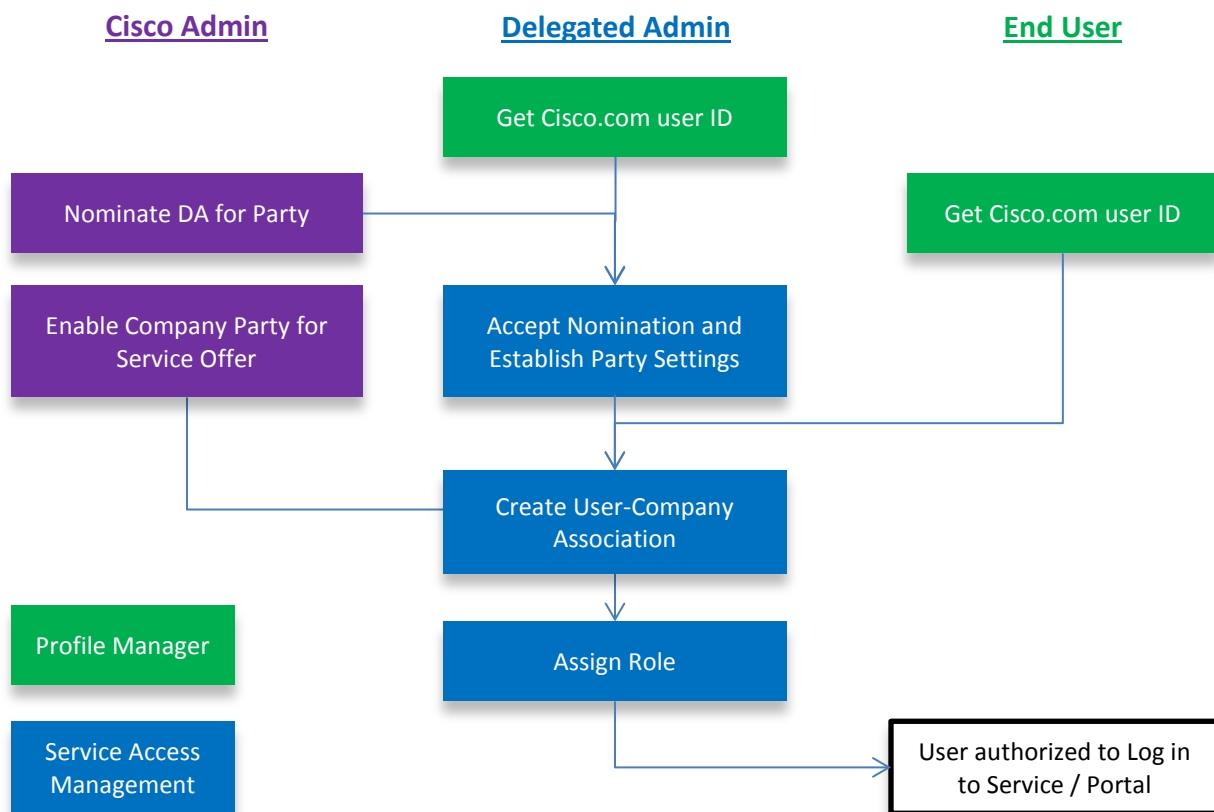 Cisco Admin
Delegated Admin
End User
Get Cisco.com user ID
Nominate DA for Party
Get Cisco.com user ID
Enable Company Party for
Service Offer
Accept Nomination and
Establish Party Settings
Create User-Company
Association
Profile Manager
Assign Role
Service Access
Management
User authorized to Log in
to Service / Portal